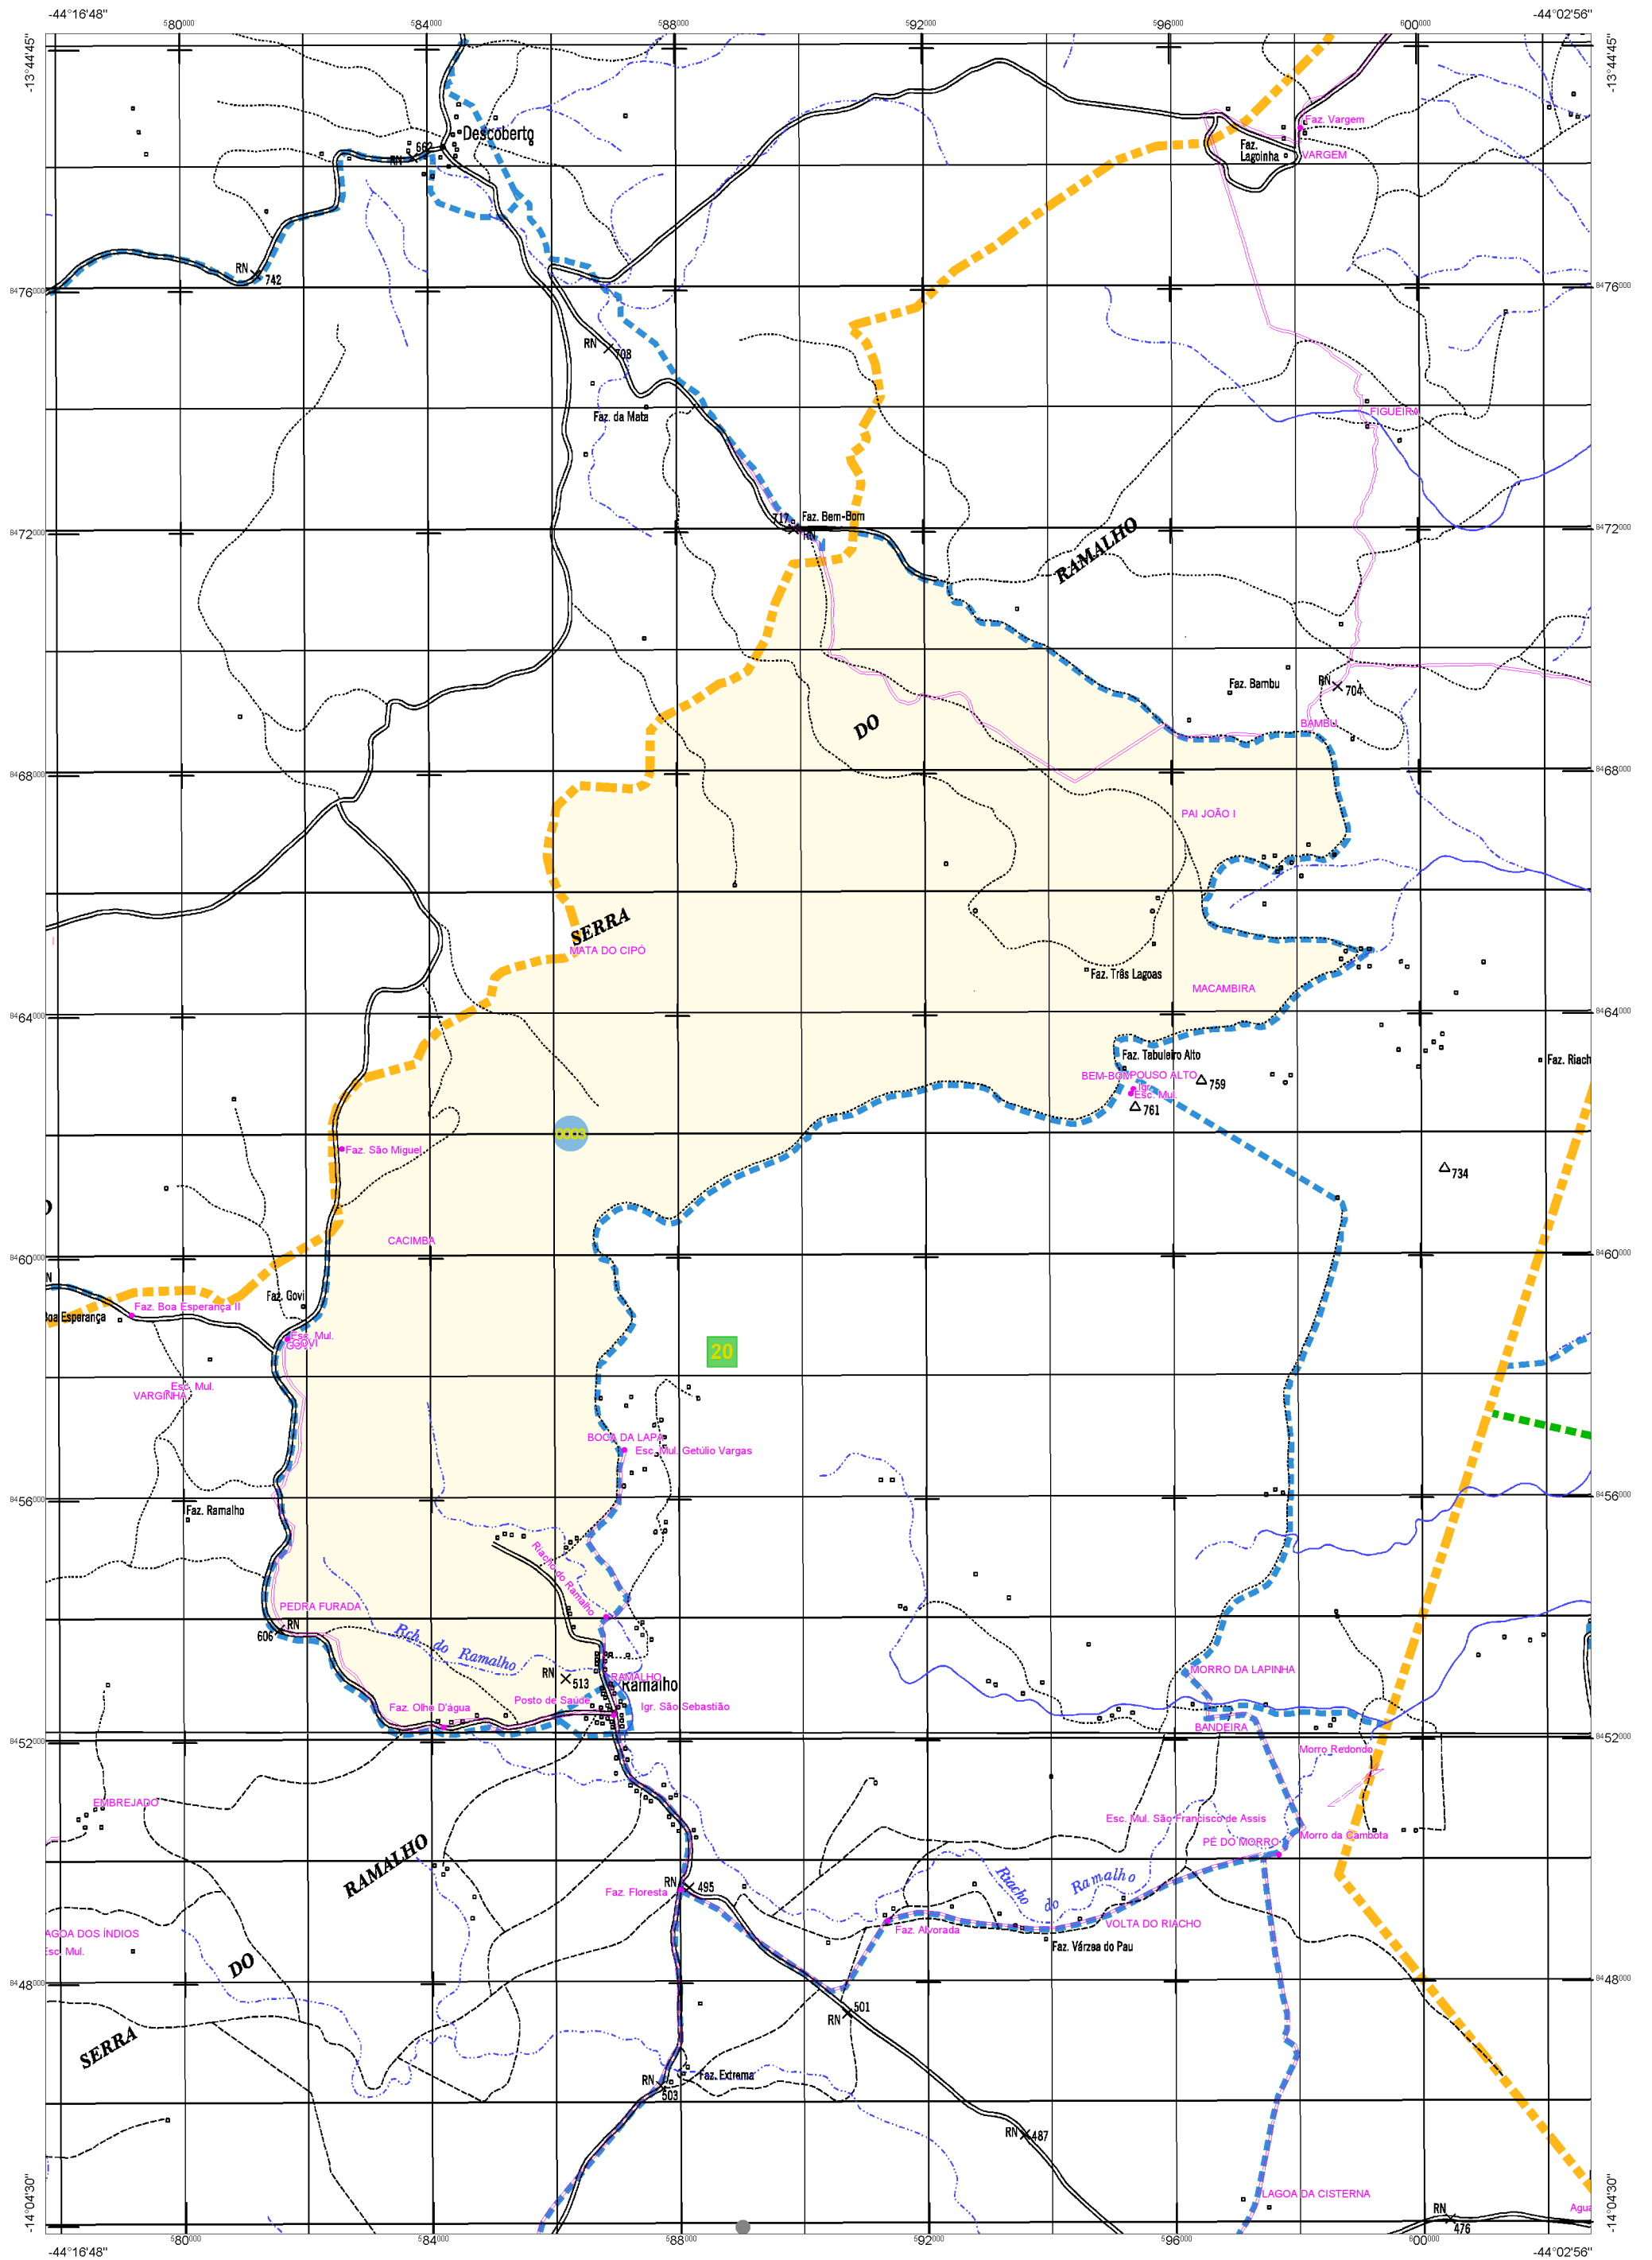 -44°16'48"
-44°02'56"
580000
584000
588000
592000
596000
600000
-13°44'45"
-13°44'45"
Descoberto
662
RN
Faz. Vargem
Faz.
Lagoinha
VARGEM
RN
742
8476000
8476000
RN
708
Faz. da Mata
FIGUEIRA
717
Faz. Bem-Bom
RN
8472000
8472000
RAMALHO
Faz. Bambu
RN
704
DO
BAMBU
8468000
8468000
PAI JOÃO I
SERRA
MATA DO CIPÓ
Faz. Três Lagoas
MACAMBIRA
8464000
8464000
Faz. Tabuleiro Alto
Faz. Riach
BEM-BOM
POUSO ALTO
759
Igr.
Esc. Mul.
761
0003
Faz. São Miguel
734
O
CACIMBA
8460000
8460000
N
Faz. Govi
Faz. Boa Esperança II
Boa Esperança
Esc. Mul.
GOVI
20
Esc. Mul.
VARGINHA
BOCA DA LAPA
Esc. Mul. Getúlio Vargas
8456000
8456000
Faz. Ramalho
Riacho do Ramalho
PEDRA FURADA
RN
606
Rch. do Ramalho
RN
513
RAMALHO
Ramalho
MORRO DA LAPINHA
Faz. Olho D'água
Posto de Saúde
Igr. São Sebastião
BANDEIRA
8452000
8452000
Morro Redondo
EMBREJADO
Esc. Mul. São Francisco de Assis
Morro da Cambota
PÉ DO MORRO
RAMALHO
RN
495
Faz. Floresta
Riacho do Ramalho
VOLTA DO RIACHO
AGOA DOS ÍNDIOS
Faz. Alvorada
Esc. Mul.
Faz. Várzea do Pau
DO
8448000
8448000
501
RN
SERRA
Faz. Extrema
RN
503
RN
487
LAGOA DA CISTERNA
RN
476
Agua
-14°04'30"
-14°04'30"
580000
584000
588000
592000
596000
600000
-44°16'48"
-44°02'56"